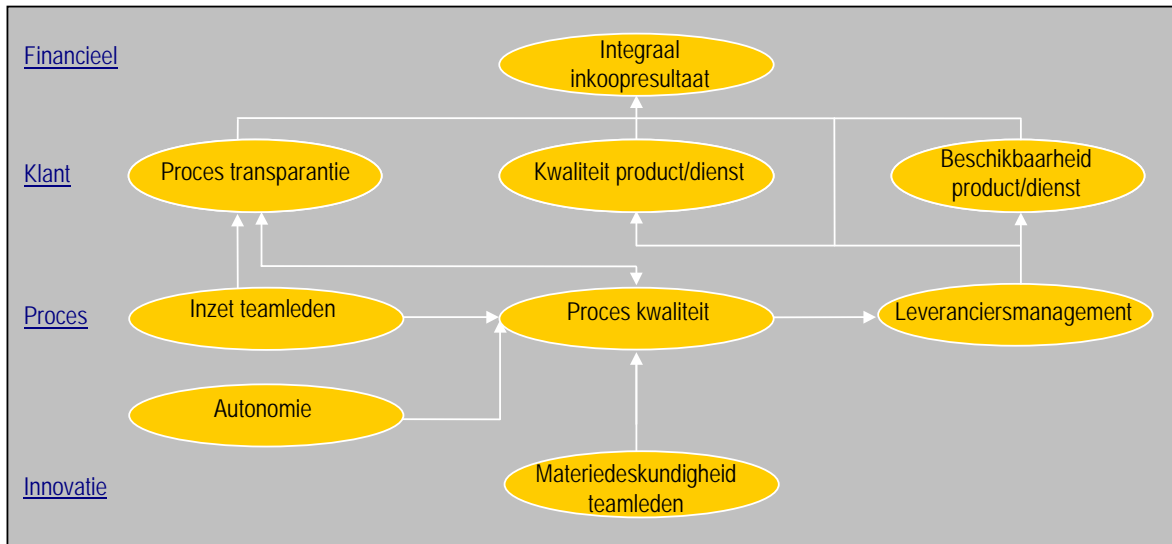 Financieel
Integraal
inkoopresultaat
Klant
Proces transparantie
Kwaliteit product/dienst
Beschikbaarheid
product/dienst
Proces
Inzet teamleden
Proces kwaliteit
Leveranciersmanagement
Autonomie
Innovatie
Materiedeskundigheid
teamleden